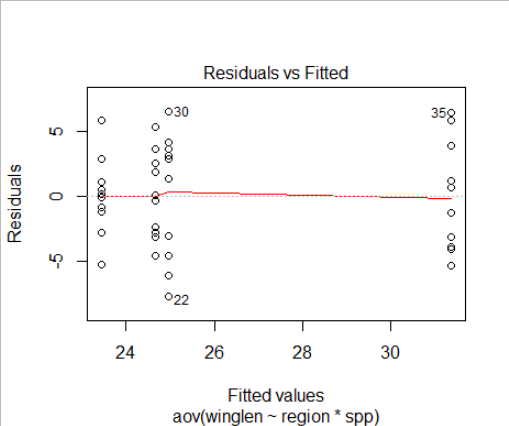 Residuals vs Fitted
30
35
22
5
0
-5
Residuals
24 26 28 30
Fitted values
aov(winglen ~ region * spp)